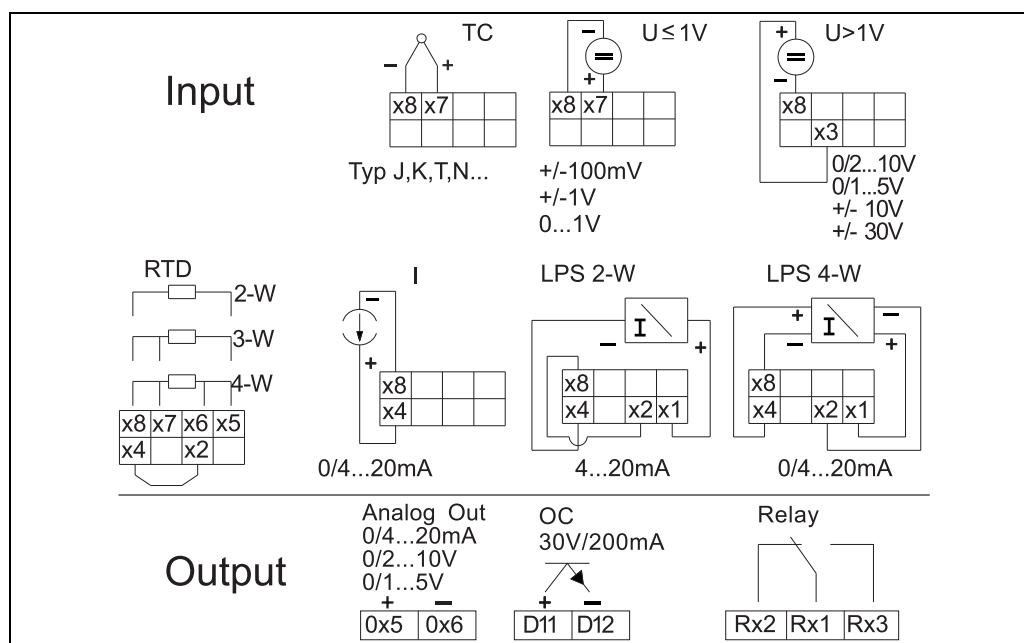 Input
TC
- +
x8 x7
Typ J,K,T,N...
U≤1V
-
+
x8 x7
+/-100mV
+/-1V
0...1V
U>1V
+
-
x8
x3
0/2...10V
0/1...5V
+/- 10V
+/- 30V
RTD
2-W
3-W
4-W
x8 x7 x6 x5
x4 x2
I
-
+
x8
x4
0/4...20mA
LPS 2-W
I
- +
x8
x4 x2 x1
4...20mA
LPS 4-W
+ -
I
- +
x8
x4 x2 x1
0/4...20mA
Output
Analog Out
0/4...20mA
0/2...10V
0/1...5V
+ -
0x5 0x6
OC
30V/200mA
+ -
D11 D12
Relay
Rx2 Rx1 Rx3